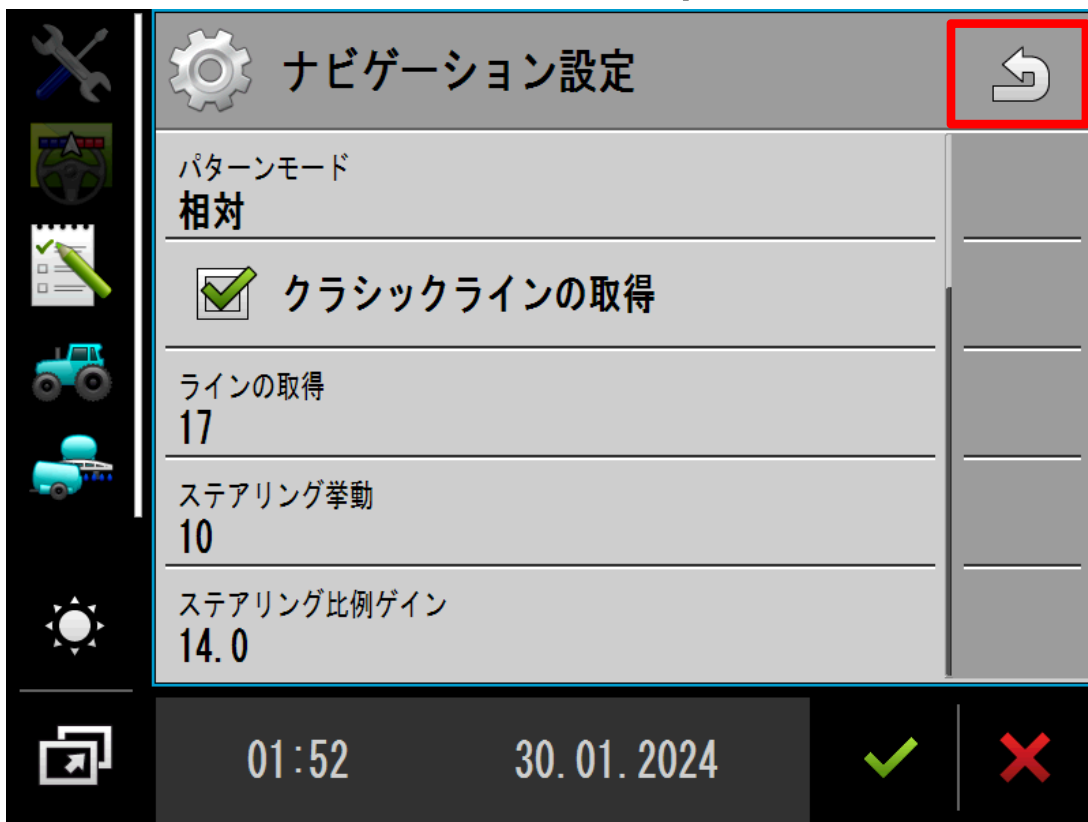 ナビゲーション設定
パターンモード
相対
クラシックラインの取得
ラインの取得
17
ステアリング挙動
10
ステアリング比例ゲイン
14.0
01:52 30.01.2024